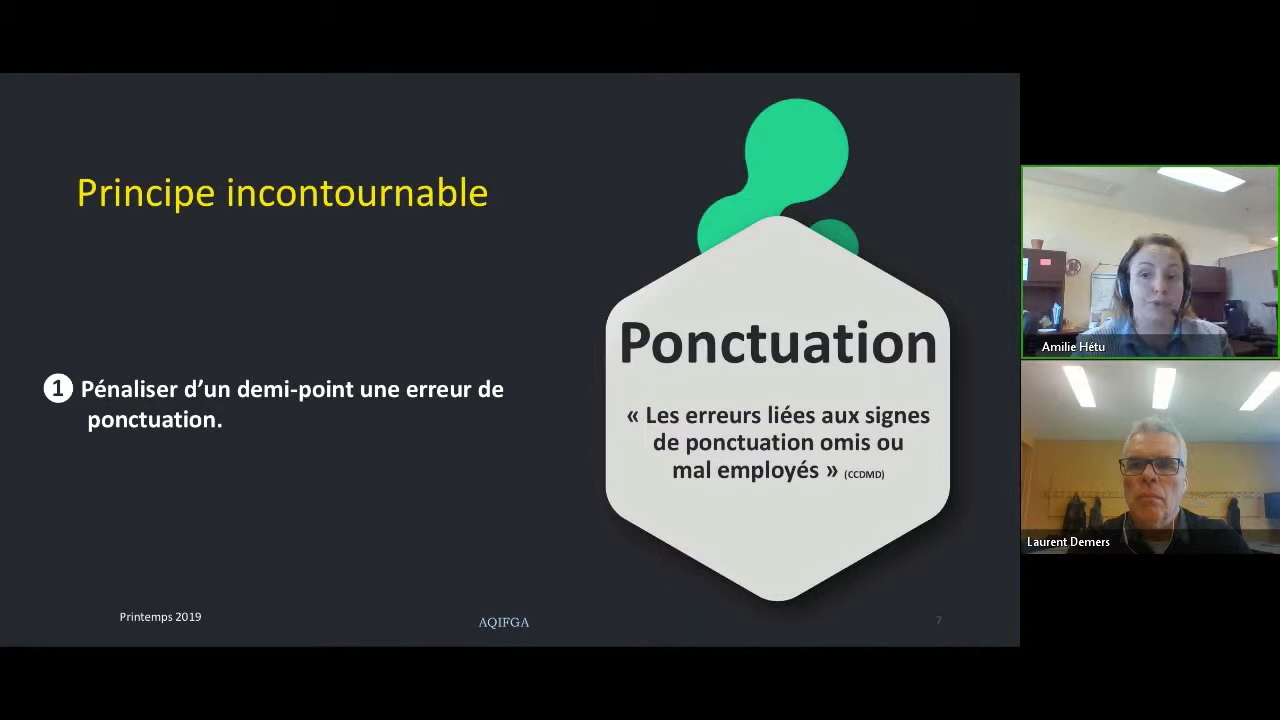 Principe incontournable
1 Pénaliser d’un demi-point une erreur de
ponctuation.
Ponctuation
« Les erreurs liées aux signes
de ponctuation omis ou
mal employés » (CCDMD)
Printemps 2019
AQIFGA
7
Amilie Hétu
Laurent Demers